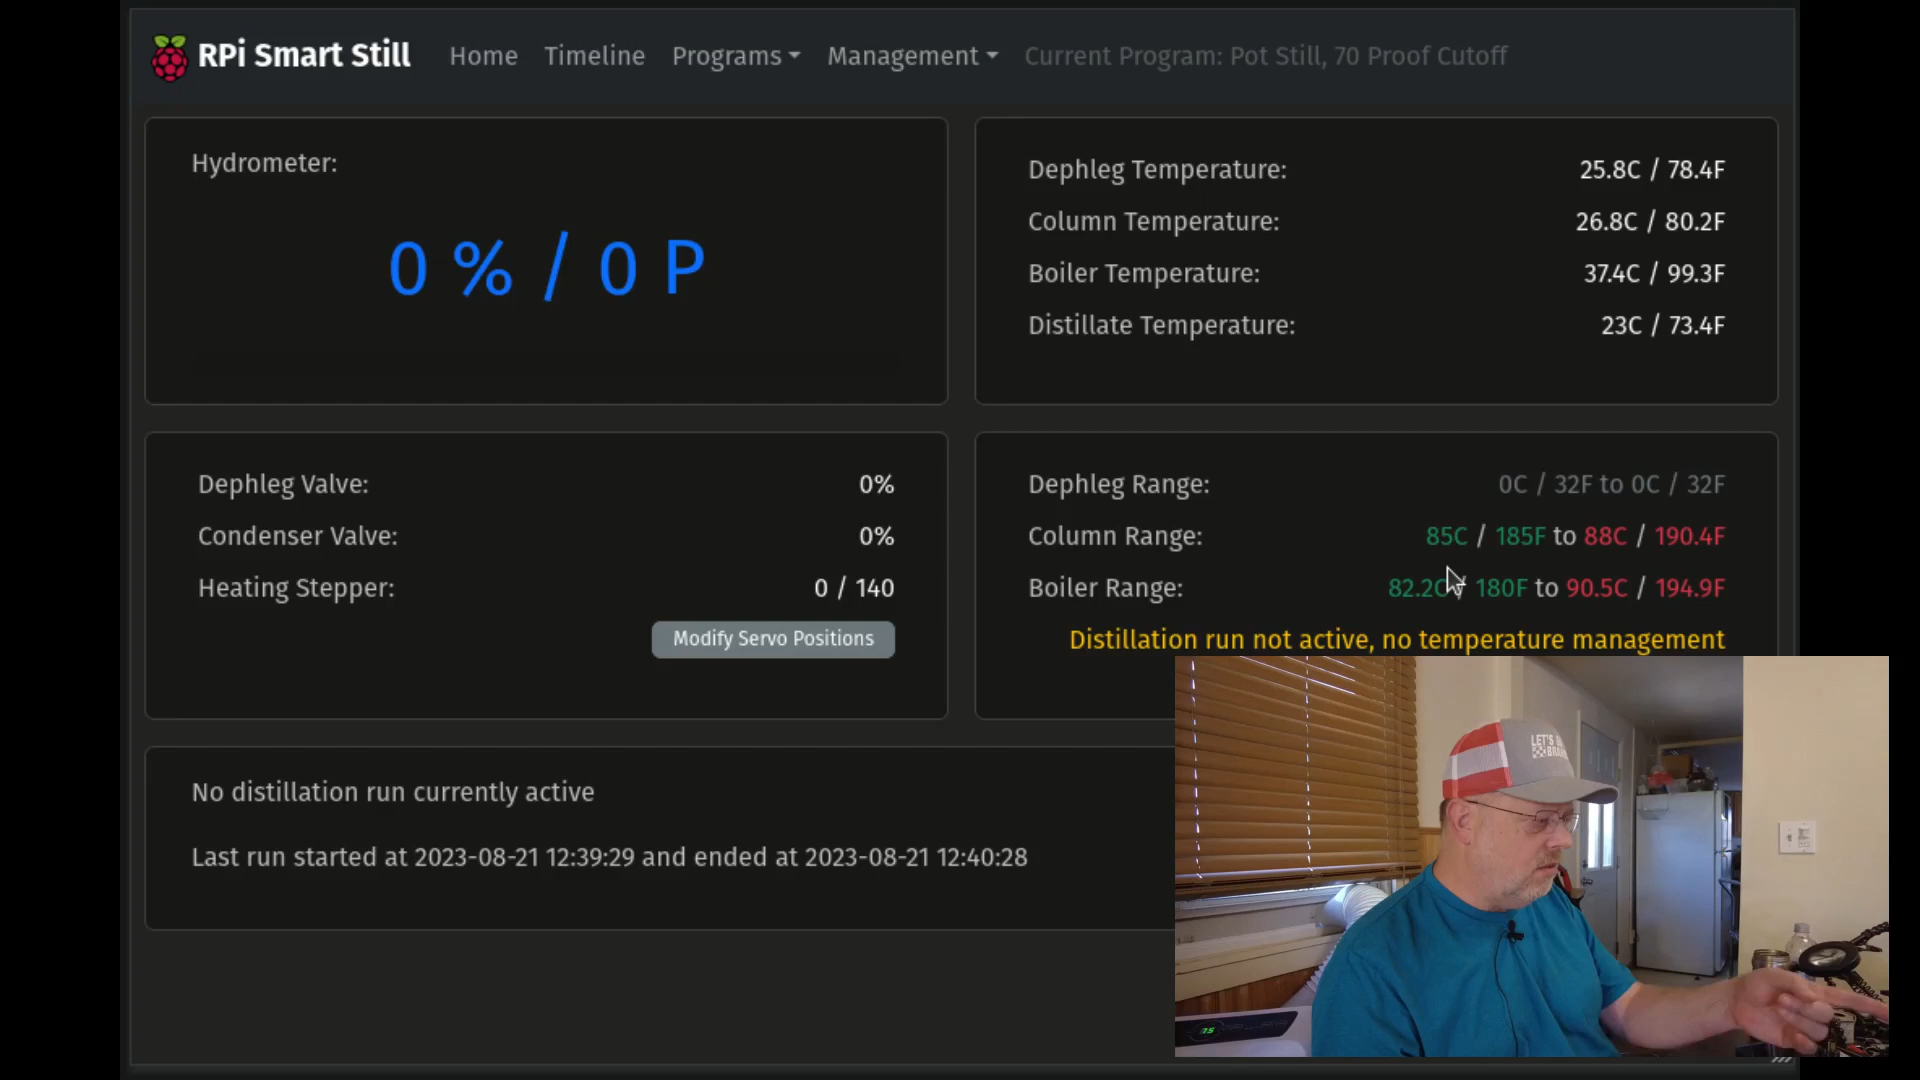 RPi Smart Still Home Timeline Programs Management Current Program: Pot Still, 70 Proof Cutoff
Hydrometer:
0 % / 0 P
Dephleg Temperature: 25.8C / 78.4F
Column Temperature: 26.8C / 80.2F
Boiler Temperature: 37.4C / 99.3F
Distillate Temperature: 23C / 73.4F
Dephleg Valve: 0%
Condenser Valve: 0%
Heating Stepper: 0 / 140
Modify Servo Positions
Dephleg Range: 0C / 32F to 0C / 32F
Column Range: 85C / 185F to 88C / 190.4F
Boiler Range: 82.2C / 180F to 90.5C / 194.9F
Distillation run not active, no temperature management
No distillation run currently active
Last run started at 2023-08-21 12:39:29 and ended at 2023-08-21 12:40:28
LET'S
75